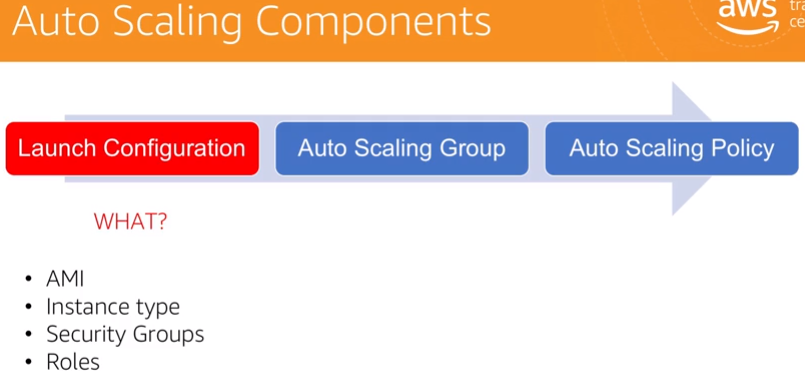 Auto Scaling Components
aws
Launch Configuration
Auto Scaling Group
Auto Scaling Policy
WHAT?
• AMI
• Instance type
• Security Groups
• Roles